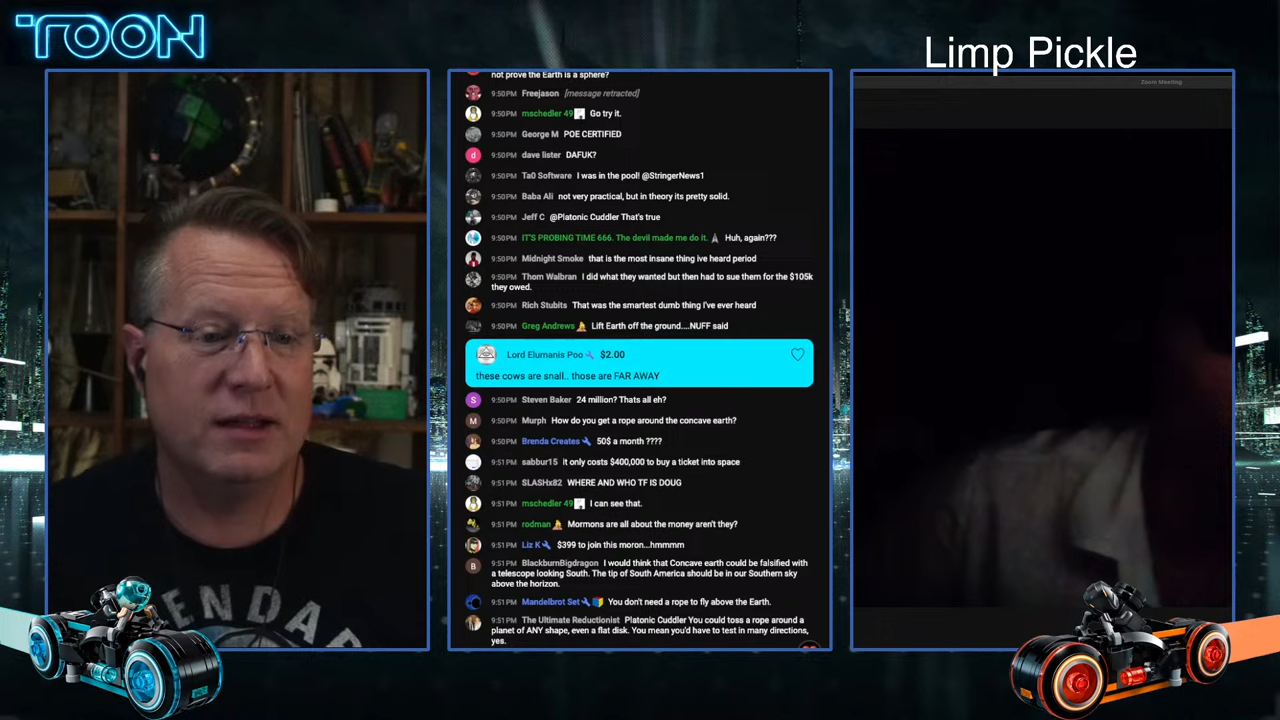 TOON
Limp Pickle
Zoom Meeting
not prove the Earth is a sphere?
9:50PM Freejason [message retracted]
9:50PM mschedler 49 Go try it.
9:50PM George M POE CERTIFIED
d 9:50PM dave lister DAFUK?
9:50PM Ta0 Software I was in the pool! @StringerNews1
9:50PM Baba Ali not very practical, but in theory its pretty solid.
9:50PM Jeff C @Platonic Cuddler That's true
9:50PM IT'S PROBING TIME 666. The devil made me do it. Huh, again???
9:50PM Midnight Smoke that is the most insane thing ive heard period
9:50PM Thom Walbran I did what they wanted but then had to sue them for the $105k
they owed.
9:50PM Rich Stubits That was the smartest dumb thing I've ever heard
9:50PM Greg Andrews Lift Earth off the ground....NUFF said
Lord Elumanis Poo $2.00
these cows are snall.. those are FAR AWAY
S 9:50PM Steven Baker 24 million? Thats all eh?
M 9:50PM Murph How do you get a rope around the concave earth?
9:50PM Brenda Creates 50$ a month ????
9:51PM sabbur15 it only costs $400,000 to buy a ticket into space
9:51PM SLASHx82 WHERE AND WHO TF IS DOUG
9:51PM mschedler 49 I can see that.
9:51PM rodman Mormons are all about the money aren't they?
9:51PM Liz K $399 to join this moron...hmmmm
B 9:51PM BlackburnBigdragon I would think that Concave earth could be falsified
with a telescope looking South. The tip of South America should be in our Southern sky
above the horizon.
9:51PM Mandelbrot Set You don't need a rope to fly above the Earth.
9:51PM The Ultimate Reductionist Platonic Cuddler You could toss a rope around a
planet of ANY shape, even a flat disk. You mean you'd have to test in many directions,
yes.
ENDAR